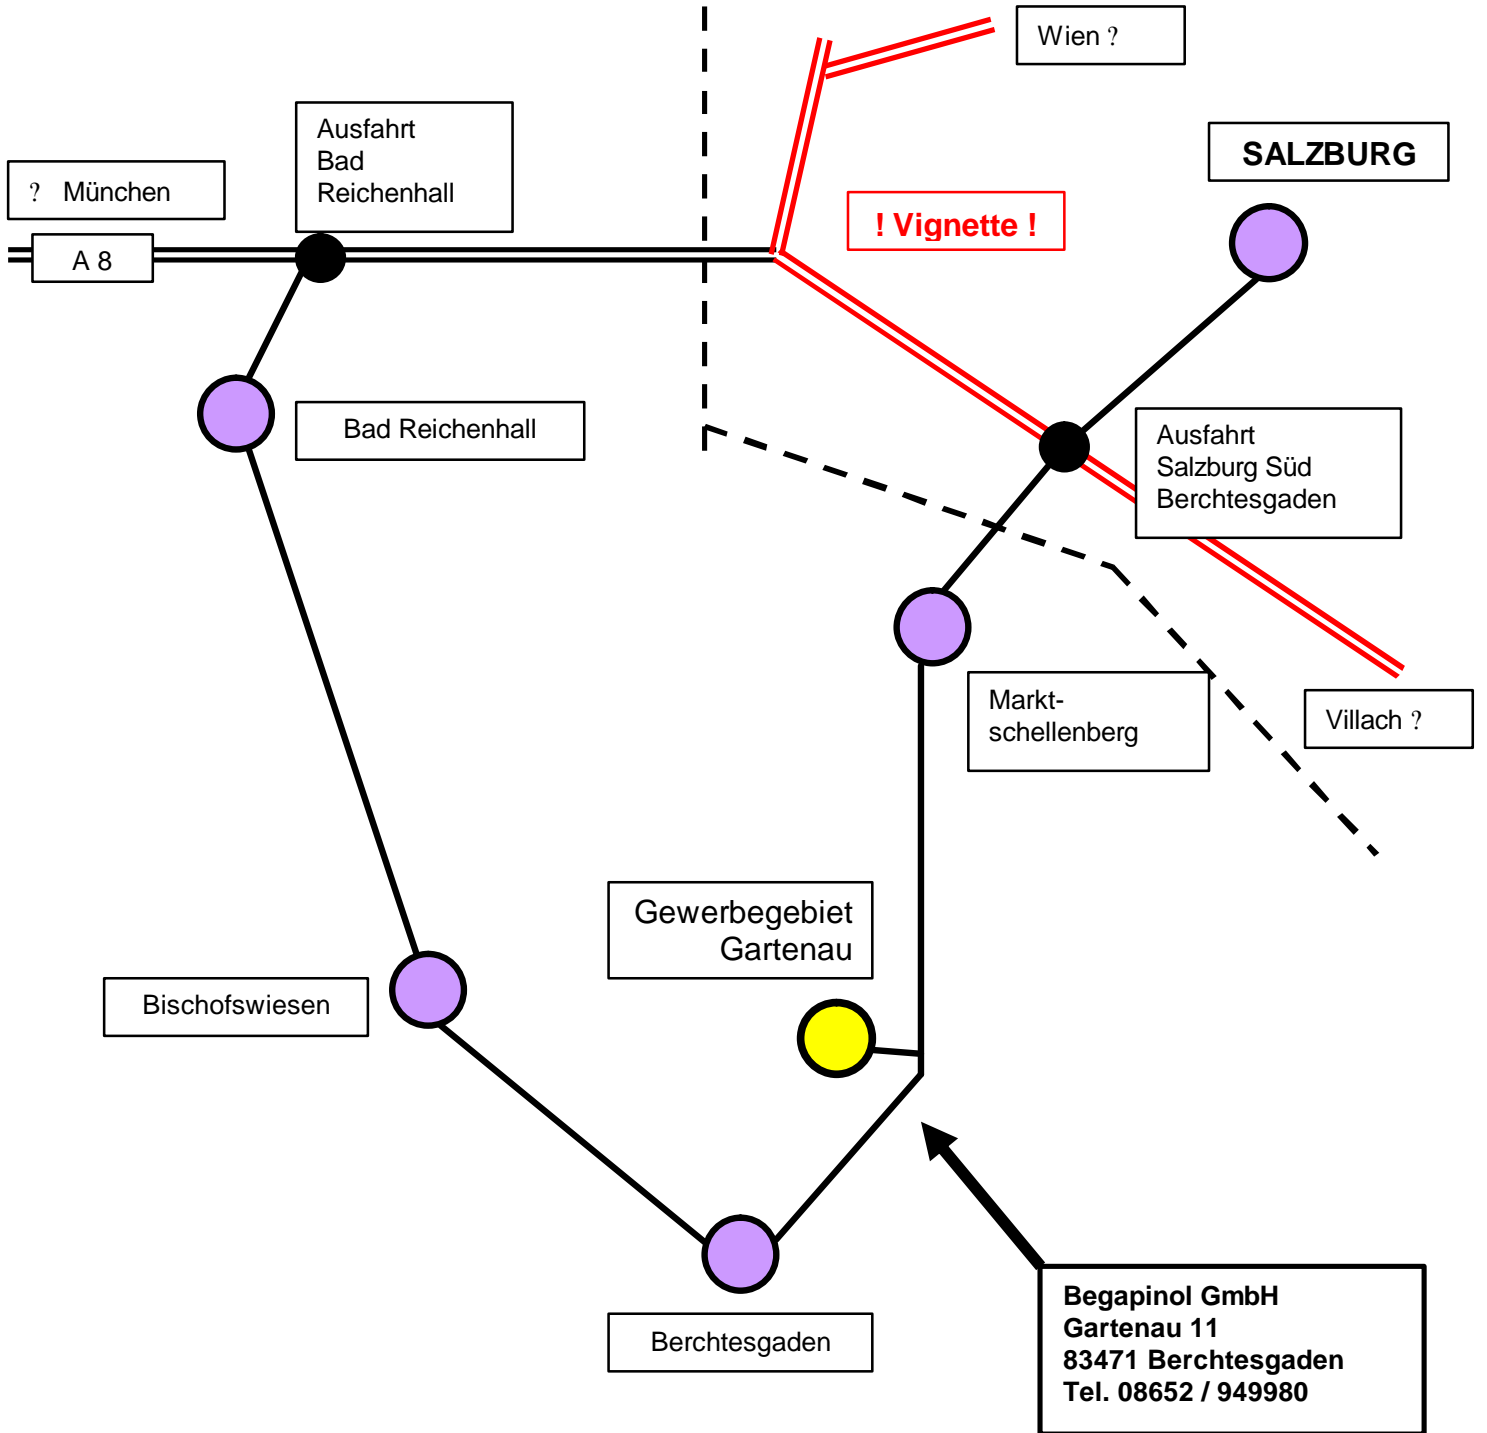 Wien ?
Ausfahrt
Bad
Reichenhall
SALZBURG
? München
! Vignette !
A 8
Bad Reichenhall
Ausfahrt
Salzburg Süd
Berchtesgaden
Markt-
schellenberg
Villach ?
Gewerbegebiet
Gartenau
Bischofswiesen
Berchtesgaden
Begapinol GmbH
Gartenau 11
83471 Berchtesgaden
Tel. 08652 / 949980